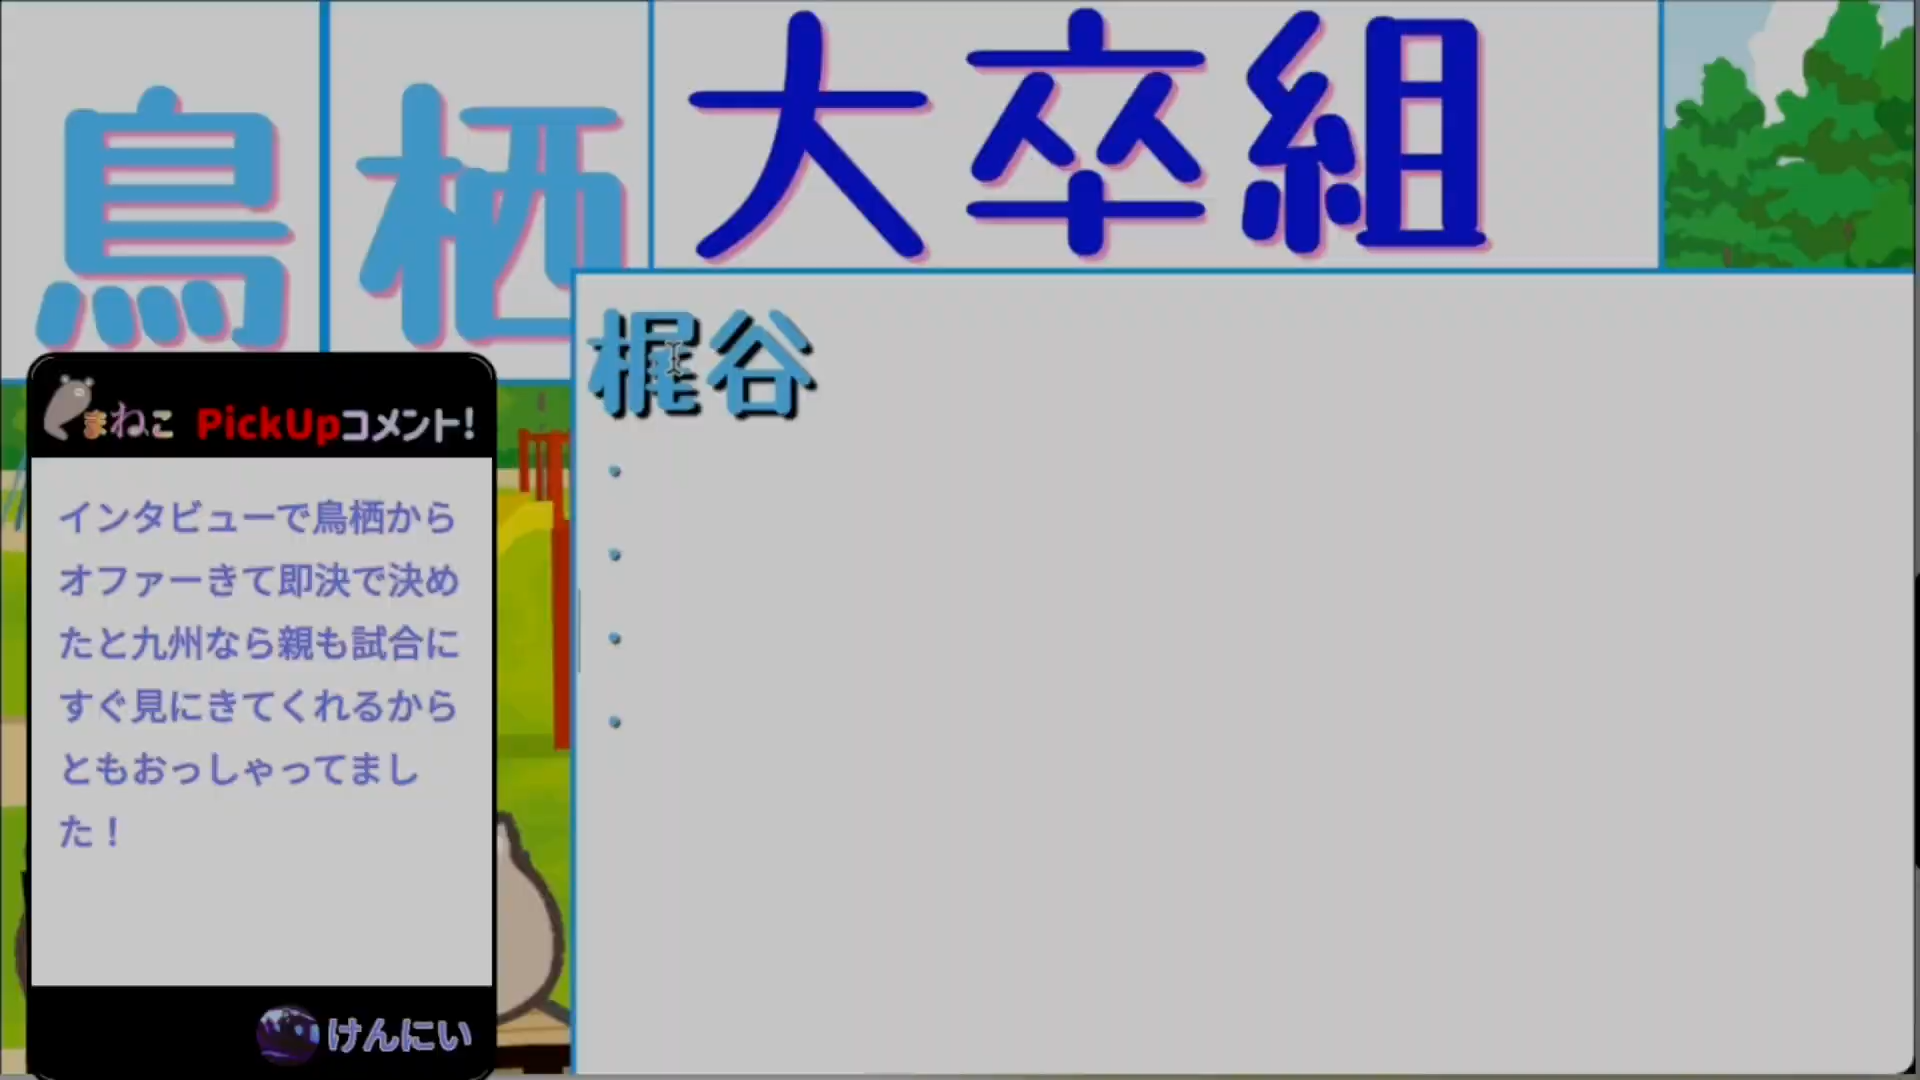 鳥栖
大卒組
梶谷
まねこ PickUpコメント!
インタビューで鳥栖から
オファーきて即決で決め
たと九州なら親も試合に
すぐ見にきてくれるから
ともおっしゃってまし
た！
けんにい